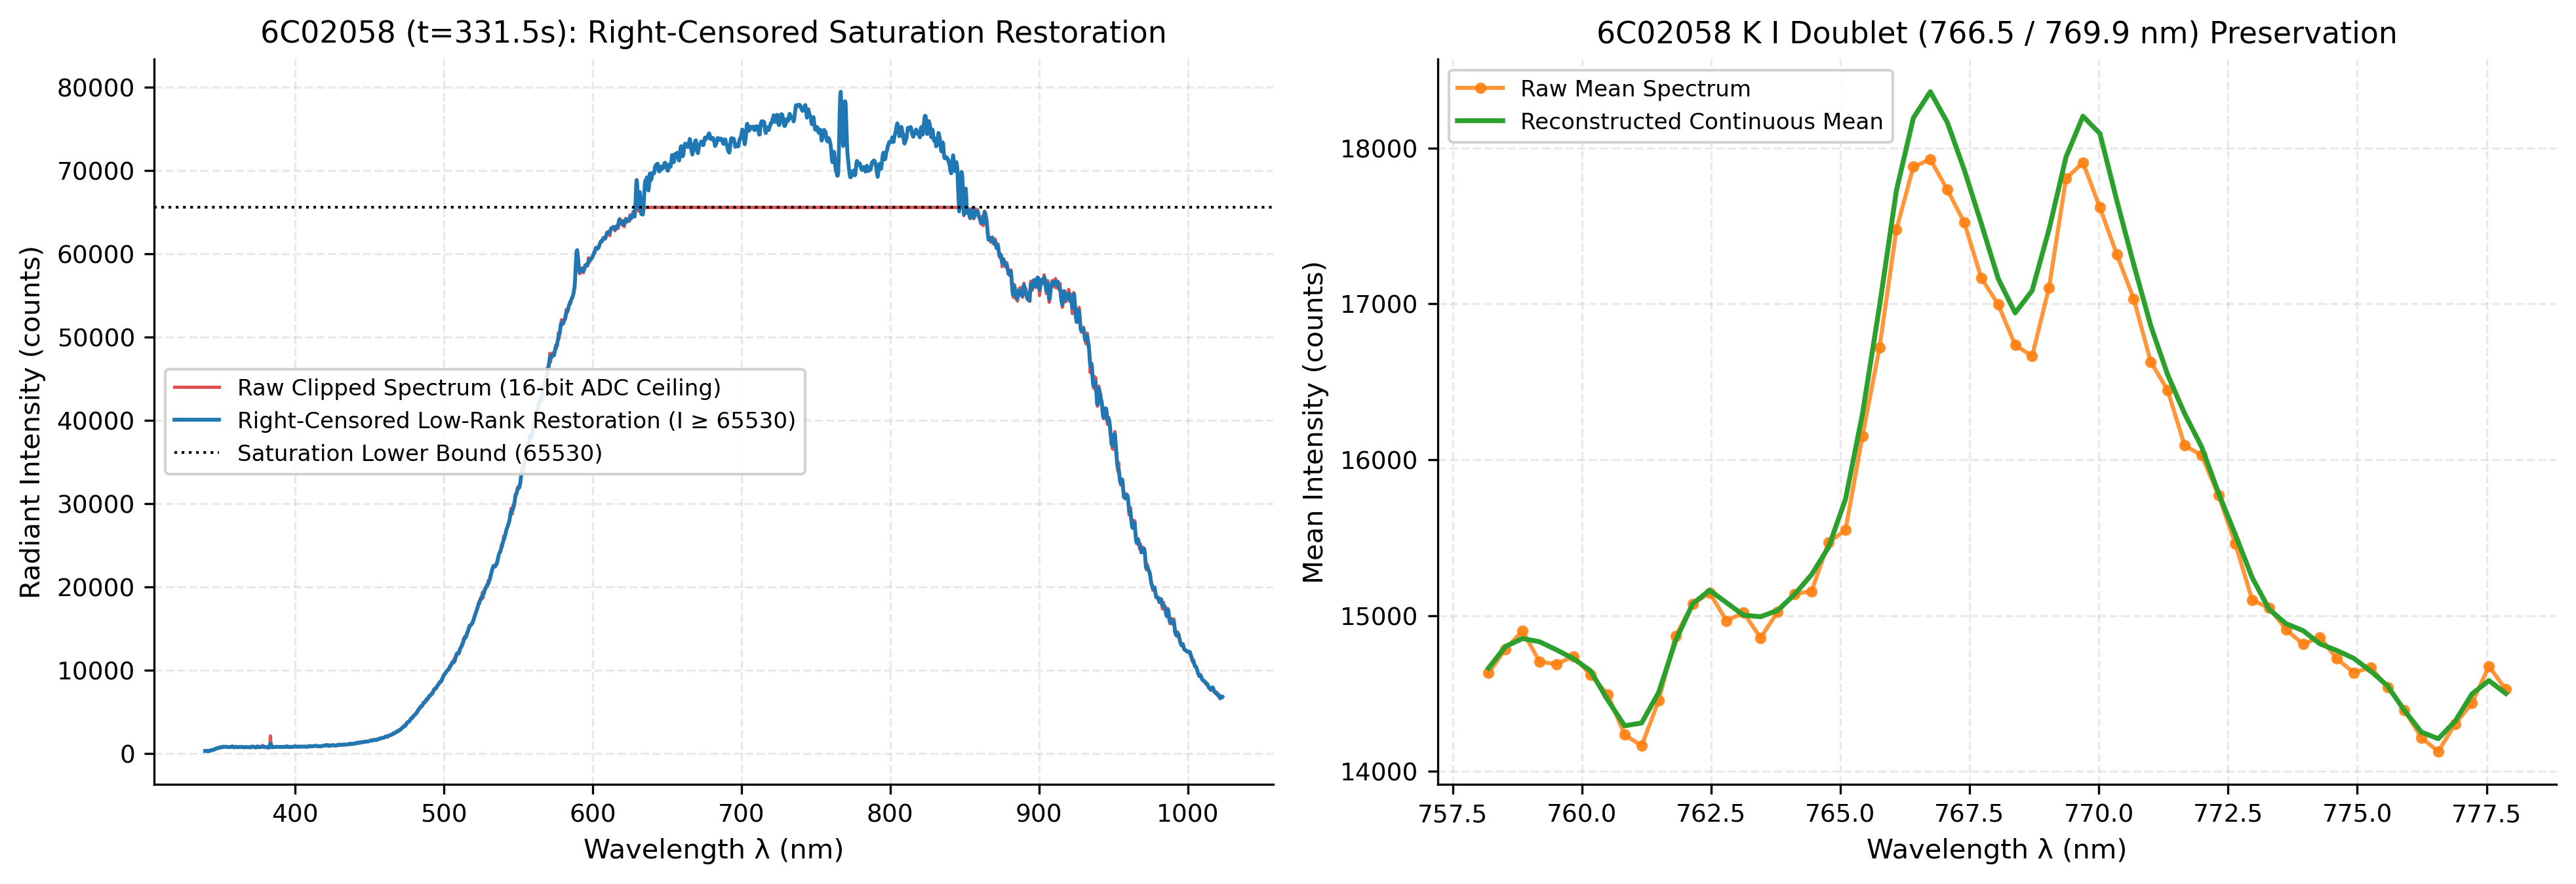 6C02058 (t=331.5s): Right-Censored Saturation Restoration
Radiant Intensity (counts)
80000
70000
60000
50000
40000
30000
20000
10000
0
Raw Clipped Spectrum (16-bit ADC Ceiling)
Right-Censored Low-Rank Restoration (I ≥ 65530)
Saturation Lower Bound (65530)
400 500 600 700 800 900 1000
Wavelength λ (nm)
6C02058 K I Doublet (766.5 / 769.9 nm) Preservation
Mean Intensity (counts)
Raw Mean Spectrum
Reconstructed Continuous Mean
18000
17000
16000
15000
14000
757.5 760.0 762.5 765.0 767.5 770.0 772.5 775.0 777.5
Wavelength λ (nm)